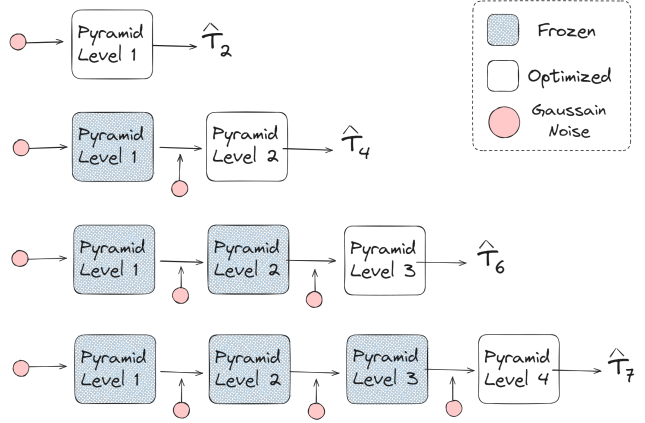 Pyramid
Level 1
T̂2
Frozen
Optimized
Gaussain
Noise
Pyramid
Level 1
Pyramid
Level 2
T̂4
Pyramid
Level 1
Pyramid
Level 2
Pyramid
Level 3
T̂6
Pyramid
Level 1
Pyramid
Level 2
Pyramid
Level 3
Pyramid
Level 4
T̂7